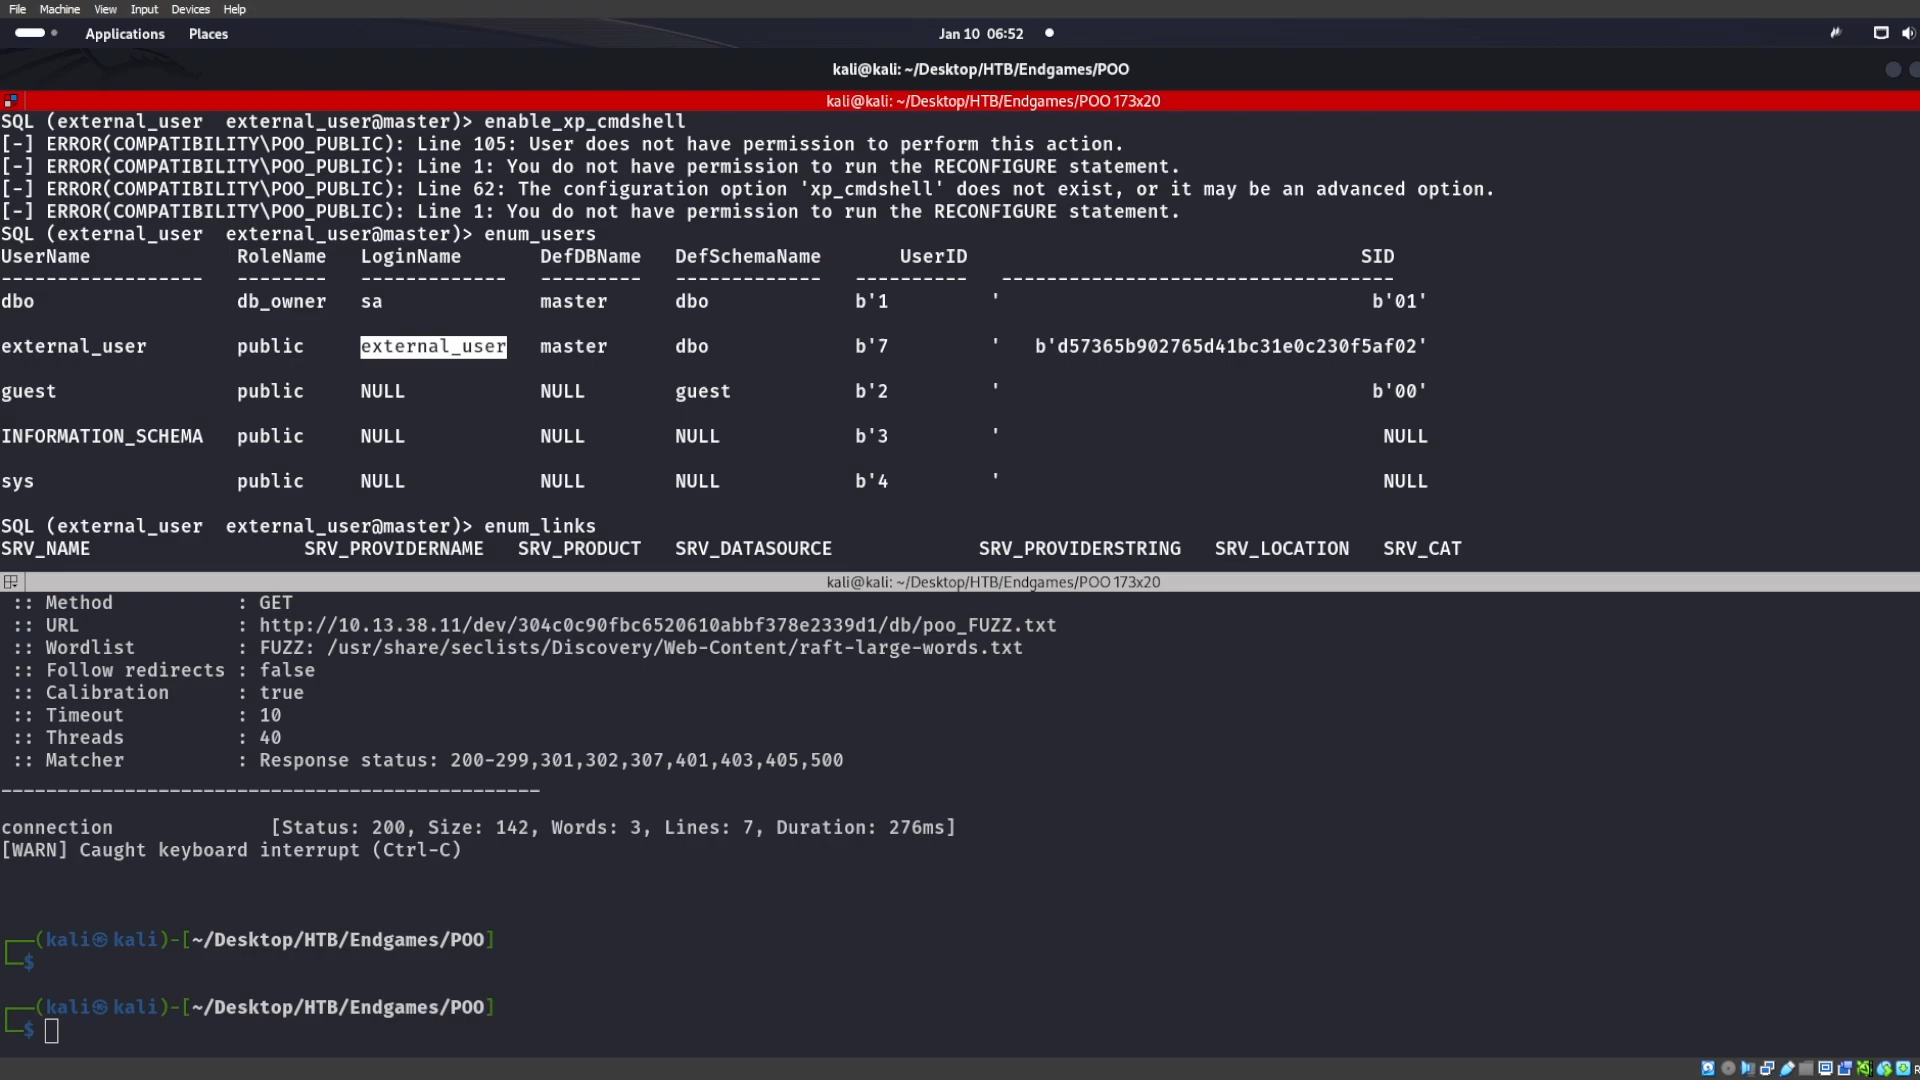 File Machine View Input Devices Help
Applications Places Jan 10 06:52
kali@kali: ~/Desktop/HTB/Endgames/POO
kali@kali: ~/Desktop/HTB/Endgames/POO 173x20
SQL (external_user  external_user@master)> enable_xp_cmdshell
[-] ERROR(COMPATIBILITY\POO_PUBLIC): Line 105: User does not have permission to perform this action.
[-] ERROR(COMPATIBILITY\POO_PUBLIC): Line 1: You do not have permission to run the RECONFIGURE statement.
[-] ERROR(COMPATIBILITY\POO_PUBLIC): Line 62: The configuration option 'xp_cmdshell' does not exist, or it may be an advanced option.
[-] ERROR(COMPATIBILITY\POO_PUBLIC): Line 1: You do not have permission to run the RECONFIGURE statement.
SQL (external_user  external_user@master)> enum_users
UserName RoleName LoginName DefDBName DefSchemaName UserID SID
------------------ -------- ------------- --------- ------------- ---------- -----------------------------------
dbo db_owner sa master dbo b'1 ' b'01'
external_user public external_user master dbo b'7 ' b'd57365b902765d41bc31e0c230f5af02'
guest public NULL NULL guest b'2 ' b'00'
INFORMATION_SCHEMA public NULL NULL NULL b'3 ' NULL
sys public NULL NULL NULL b'4 ' NULL
SQL (external_user  external_user@master)> enum_links
SRV_NAME SRV_PROVIDERNAME SRV_PRODUCT SRV_DATASOURCE SRV_PROVIDERSTRING SRV_LOCATION SRV_CAT
kali@kali: ~/Desktop/HTB/Endgames/POO 173x20
:: Method : GET
:: URL : http://10.13.38.11/dev/304c0c90fbc6520610abbf378e2339d1/db/poo_FUZZ.txt
:: Wordlist : FUZZ: /usr/share/seclists/Discovery/Web-Content/raft-large-words.txt
:: Follow redirects : false
:: Calibration : true
:: Timeout : 10
:: Threads : 40
:: Matcher : Response status: 200-299,301,302,307,401,403,405,500
________________________________________________
connection [Status: 200, Size: 142, Words: 3, Lines: 7, Duration: 276ms]
[WARN] Caught keyboard interrupt (Ctrl-C)
┌──(kali㉿kali)-[~/Desktop/HTB/Endgames/POO]
└─$
┌──(kali㉿kali)-[~/Desktop/HTB/Endgames/POO]
└─$